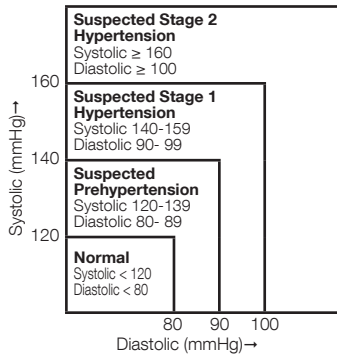 Suspected Stage 2
Hypertension
Systolic ≥ 160
Diastolic ≥ 100
160
Suspected Stage 1
Hypertension
Systolic 140-159
Diastolic 90- 99
140
Suspected
Prehypertension
Systolic 120-139
Diastolic 80- 89
120
Normal
Systolic < 120
Diastolic < 80
Systolic (mmHg)→
80 90 100
Diastolic (mmHg)→